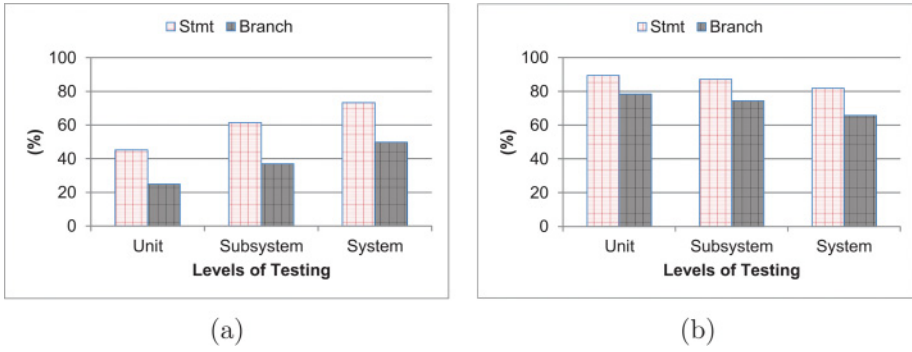 Stmt Branch
100
80
60
40
20
0
(%)
Unit Subsystem System
Levels of Testing
(a)
Stmt Branch
100
80
60
40
20
0
(%)
Unit Subsystem System
Levels of Testing
(b)